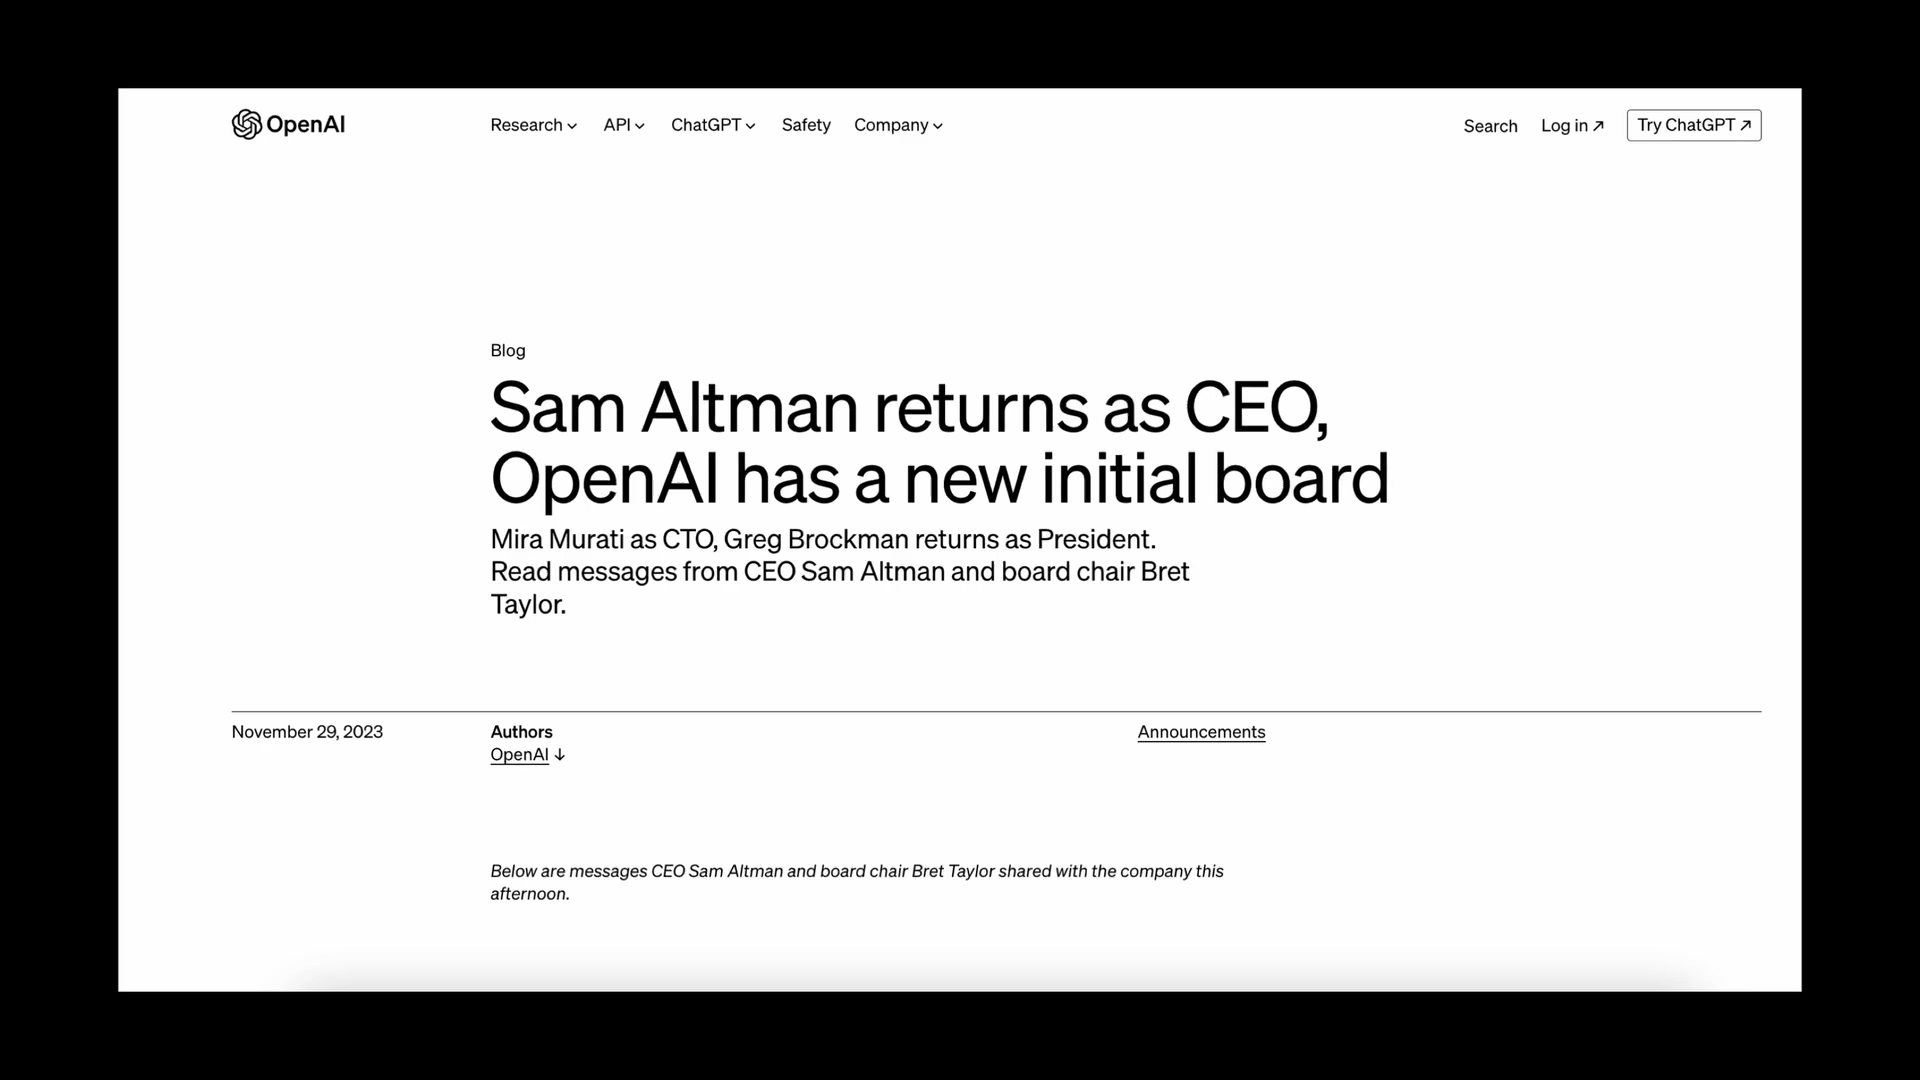 OpenAI
Research
API
ChatGPT
Safety
Company
Search
Log in ↗
Try ChatGPT ↗
Blog
Sam Altman returns as CEO,
OpenAI has a new initial board
Mira Murati as CTO, Greg Brockman returns as President.
Read messages from CEO Sam Altman and board chair Bret
Taylor.
November 29, 2023
Authors
OpenAI ↓
Announcements
Below are messages CEO Sam Altman and board chair Bret Taylor shared with the company this
afternoon.